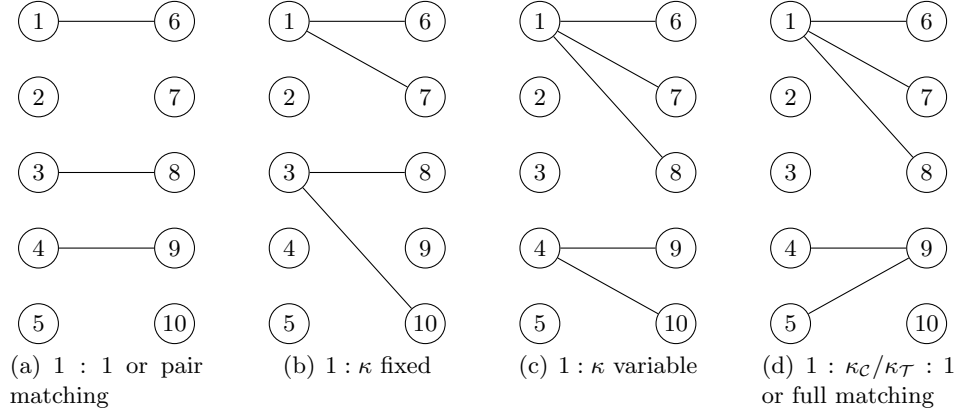 1 6 1 6 1 6 1 6
2 7 2 7 2 7 2 7
3 8 3 8 3 8 3 8
4 9 4 9 4 9 4 9
5 10 5 10 5 10 5 10
(a) 1 : 1 or pair
matching
(b) 1 : κ fixed
(c) 1 : κ variable
(d) 1 : κ_𝒞/κ_𝒯 : 1
or full matching